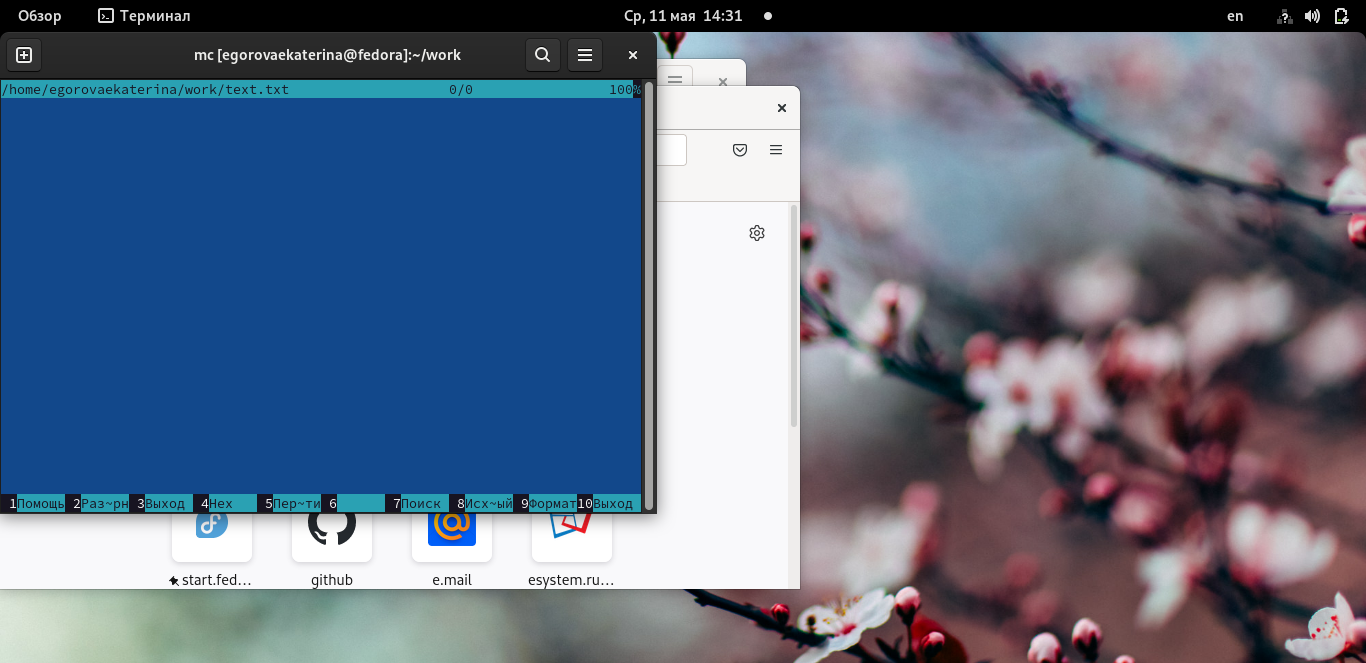 Обзор Терминал Ср, 11 мая 14:31 en
mc [egorovaekaterina@fedora]:~/work
/home/egorovaekaterina/work/text.txt 0/0 100%
1Помощь 2Раз~рн 3Выход 4Hex 5Пер~ти 6 7Поиск 8Исх~ый 9Формат 10Выход
start.fed… github e.mail esystem.ru…